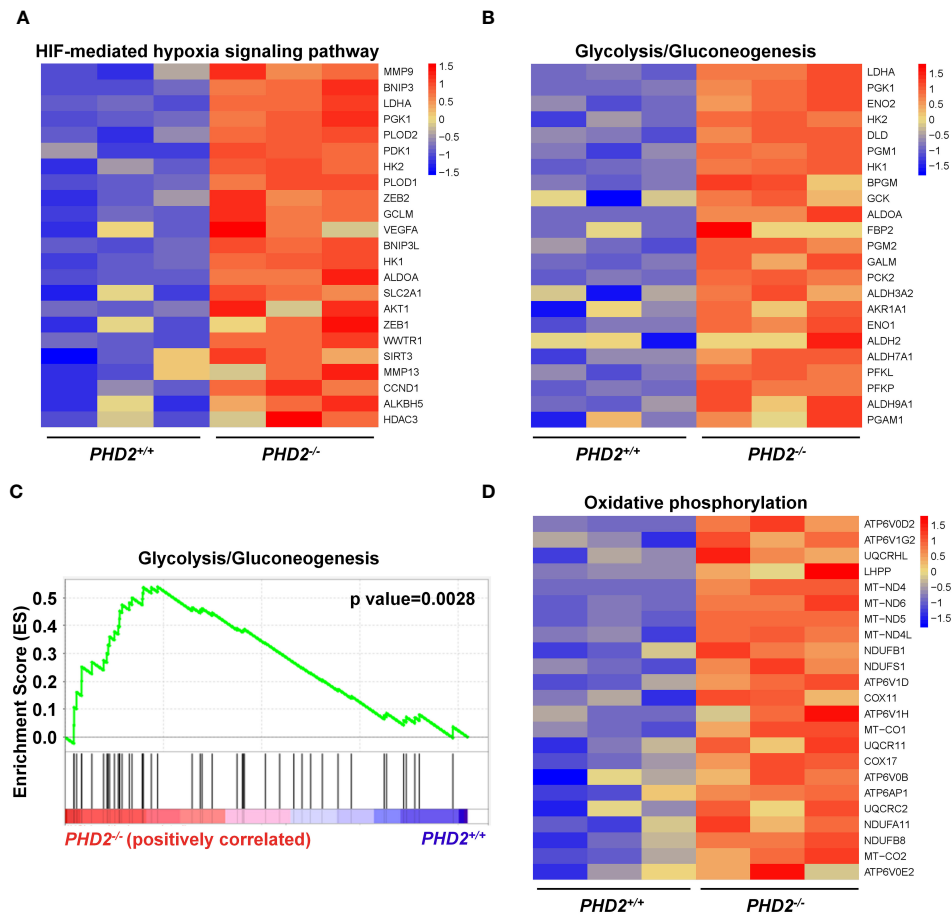 A
HIF-mediated hypoxia signaling pathway
MMP9
BNIP3
LDHA
PGK1
PLOD2
PDK1
HK2
PLOD1
ZEB2
GCLM
VEGFA
BNIP3L
HK1
ALDOA
SLC2A1
AKT1
ZEB1
WWTR1
SIRT3
MMP13
CCND1
ALKBH5
HDAC3
1.5
1
0.5
0
−0.5
−1
−1.5
PHD2+/+
PHD2-/-
B
Glycolysis/Gluconeogenesis
LDHA
PGK1
ENO2
HK2
DLD
PGM1
HK1
BPGM
GCK
ALDOA
FBP2
PGM2
GALM
PCK2
ALDH3A2
AKR1A1
ENO1
ALDH2
ALDH7A1
PFKL
PFKP
ALDH9A1
PGAM1
1.5
1
0.5
0
−0.5
−1
−1.5
PHD2+/+
PHD2-/-
C
Glycolysis/Gluconeogenesis
p value=0.0028
Enrichment Score (ES)
0.5
0.4
0.3
0.2
0.1
0.0
PHD2-/- (positively correlated)
PHD2+/+
D
Oxidative phosphorylation
ATP6V0D2
ATP6V1G2
UQCRHL
LHPP
MT−ND4
MT−ND6
MT−ND5
MT−ND4L
NDUFB1
NDUFS1
ATP6V1D
COX11
ATP6V1H
MT−CO1
UQCR11
COX17
ATP6V0B
ATP6AP1
UQCRC2
NDUFA11
NDUFB8
MT−CO2
ATP6V0E2
1.5
1
0.5
0
−0.5
−1
−1.5
PHD2+/+
PHD2-/-